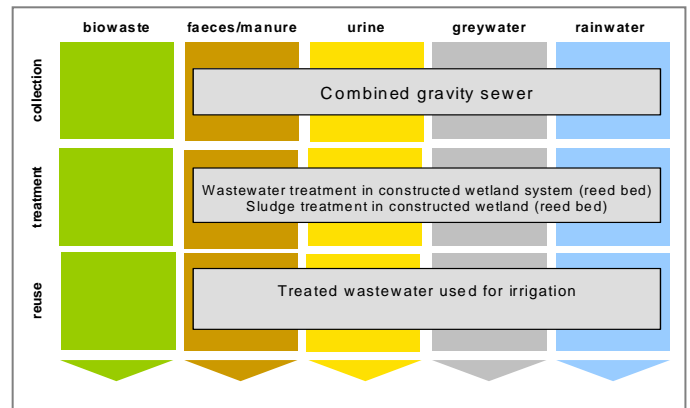 biowaste faeces/manure urine greywater rainwater
collection
Combined gravity sewer
treatment
Wastewater treatment in constructed wetland system (reed bed)
Sludge treatment in constructed wetland (reed bed)
reuse
Treated wastewater used for irrigation